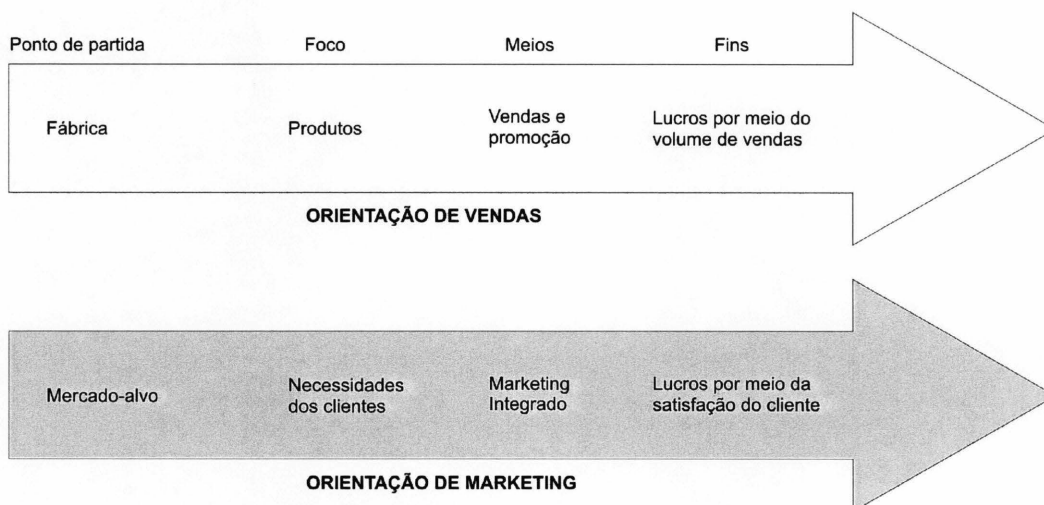 Ponto de partida Foco Meios Fins
Fábrica Produtos Vendas e promoção Lucros por meio do volume de vendas
ORIENTAÇÃO DE VENDAS
Mercado-alvo Necessidades dos clientes Marketing Integrado Lucros por meio da satisfação do cliente
ORIENTAÇÃO DE MARKETING